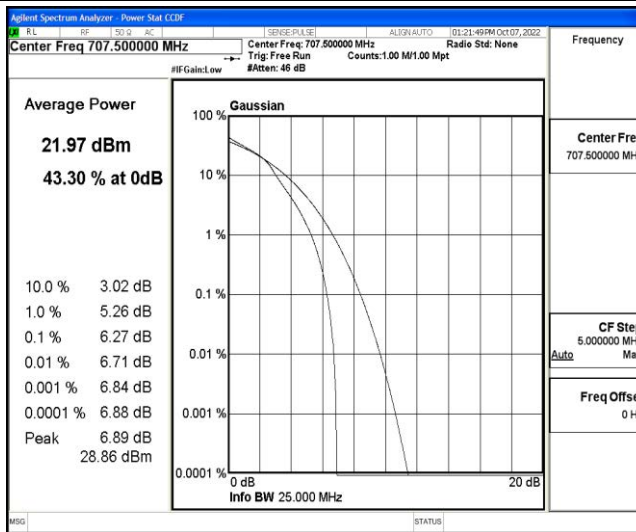 Agilent Spectrum Analyzer - Power Stat CCDF
RL RF 50 Ω AC SENSE:PULSE ALIGN AUTO 01:21:49 PM Oct 07, 2022
Center Freq 707.500000 MHz
Center Freq: 707.500000 MHz Radio Std: None
Trig: Free Run Counts:1.00 M/1.00 Mpt
#IFGain:Low #Atten: 46 dB
Frequency
Average Power
21.97 dBm
43.30 % at 0dB
10.0 % 3.02 dB
1.0 % 5.26 dB
0.1 % 6.27 dB
0.01 % 6.71 dB
0.001 % 6.84 dB
0.0001 % 6.88 dB
Peak 6.89 dB
28.86 dBm
Gaussian
100 %
10 %
1 %
0.1 %
0.01 %
0.001 %
0.0001 %
0 dB 20 dB
Info BW 25.000 MHz
Center Fre
707.500000 MH
CF Ste
5.000000 MH
Auto Ma
Freq Offse
0 H
MSG STATUS